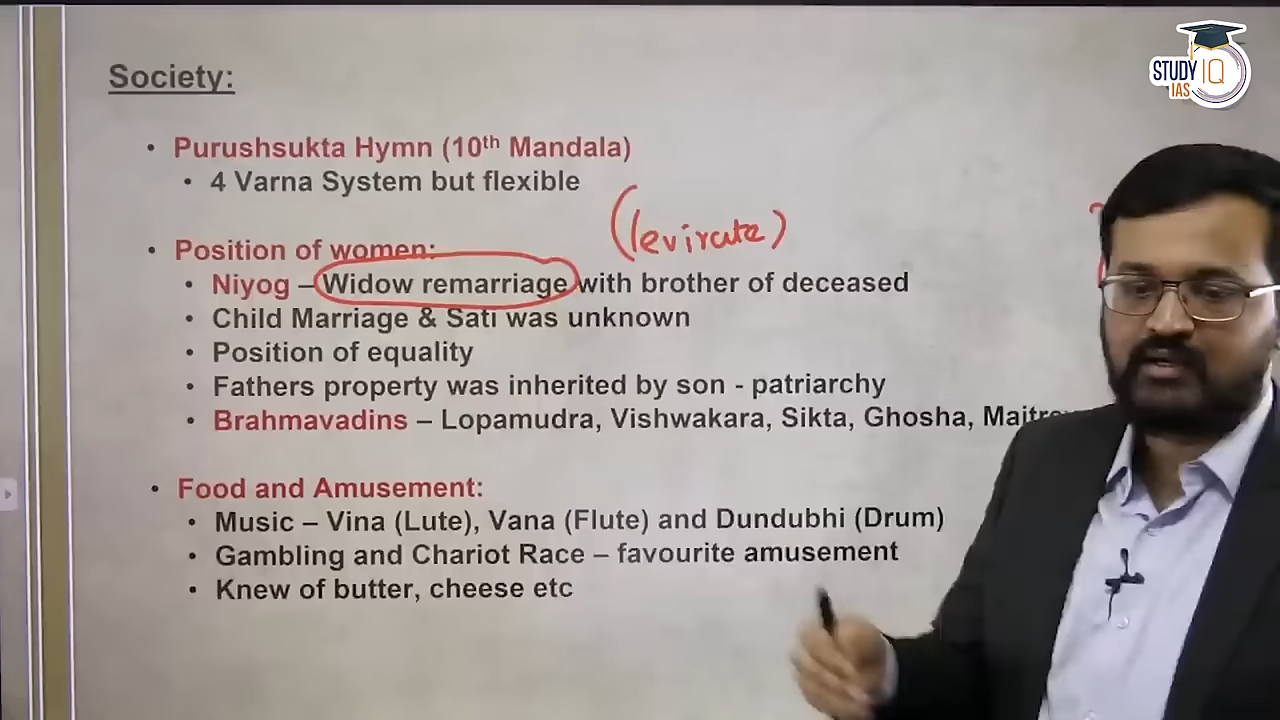 STUDY IQ
IAS
Society:
• Purushsukta Hymn (10th Mandala)
• 4 Varna System but flexible
(levirate)
• Position of women:
• Niyog – Widow remarriage with brother of deceased
• Child Marriage & Sati was unknown
• Position of equality
• Fathers property was inherited by son - patriarchy
• Brahmavadins – Lopamudra, Vishwakara, Sikta, Ghosha,
• Food and Amusement:
• Music – Vina (Lute), Vana (Flute) and Dundubhi (Drum)
• Gambling and Chariot Race – favourite amusement
• Knew of butter, cheese etc